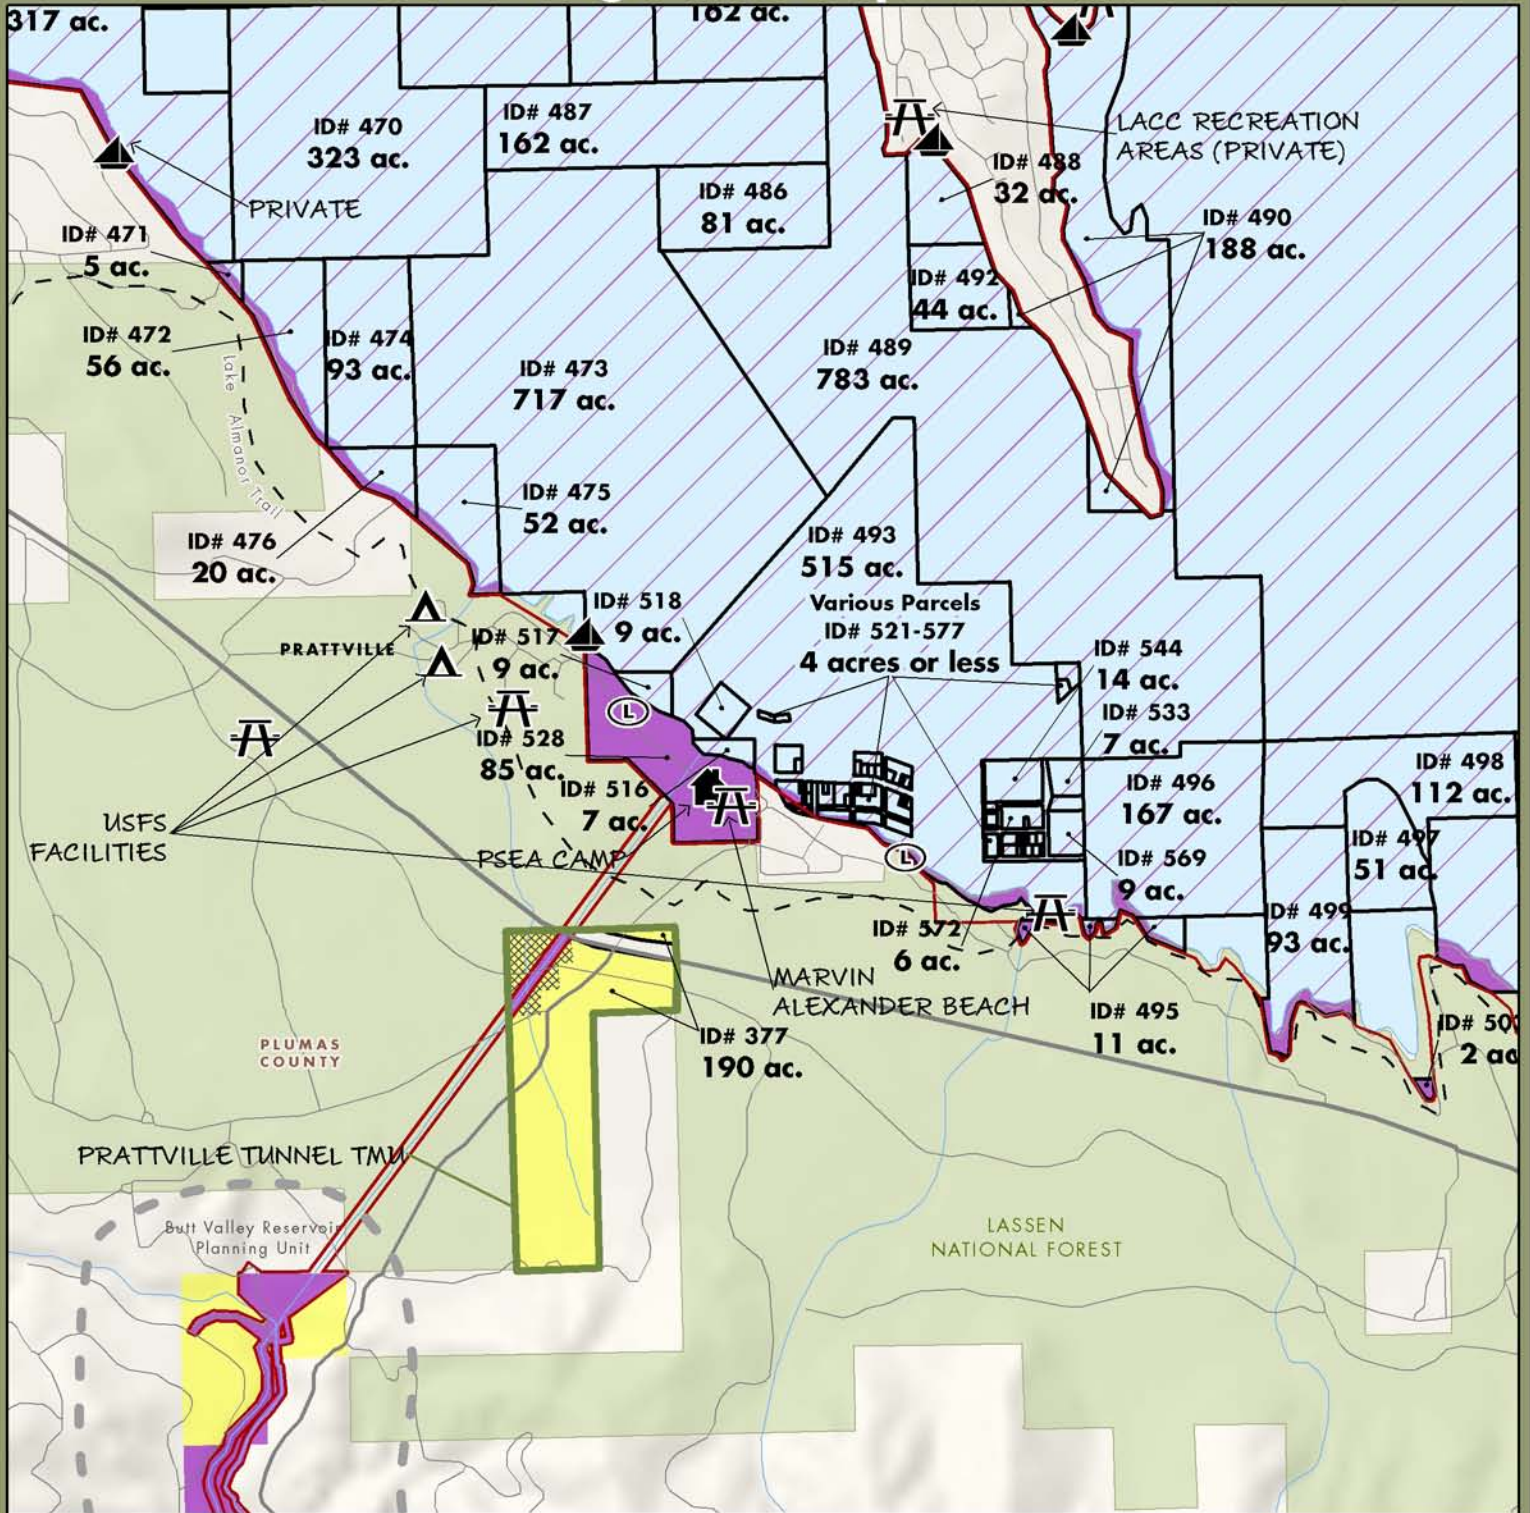 317 ac.
162 ac.
ID# 487
162 ac.
ID# 470
323 ac.
LACC RECREATION
AREAS (PRIVATE)
ID# 488
32 ac.
ID# 486
81 ac.
PRIVATE
ID# 490
188 ac.
ID# 471
5 ac.
ID# 492
44 ac.
ID# 472
56 ac.
ID# 474
93 ac.
ID# 489
783 ac.
ID# 473
717 ac.
Lake Almanor Trail
ID# 475
52 ac.
ID# 476
20 ac.
ID# 493
515 ac.
Various Parcels
ID# 521-577
4 acres or less
ID# 518
9 ac.
ID# 517
9 ac.
PRATTVILLE
ID# 544
14 ac.
ID# 533
7 ac.
L
ID# 528
85 ac.
ID# 516
7 ac.
ID# 496
167 ac.
ID# 498
112 ac.
USFS
FACILITIES
PSEA CAMP
L
ID# 569
9 ac.
ID# 497
51 ac.
ID# 572
6 ac.
ID# 499
93 ac.
MARVIN
ALEXANDER BEACH
ID# 495
11 ac.
ID# 50
2 ac
ID# 377
190 ac.
PLUMAS
COUNTY
PRATTVILLE TUNNEL TMU
Butt Valley Reservoir
Planning Unit
LASSEN
NATIONAL FOREST